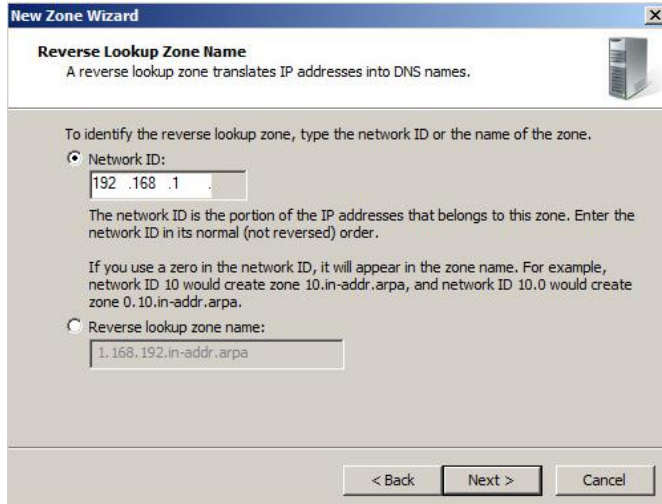 New Zone Wizard
Reverse Lookup Zone Name
A reverse lookup zone translates IP addresses into DNS names.
To identify the reverse lookup zone, type the network ID or the name of the zone.
Network ID:
192 .168 .1 .
The network ID is the portion of the IP addresses that belongs to this zone. Enter the
network ID in its normal (not reversed) order.
If you use a zero in the network ID, it will appear in the zone name. For example,
network ID 10 would create zone 10.in-addr.arpa, and network ID 10.0 would create
zone 0.10.in-addr.arpa.
Reverse lookup zone name:
1.168.192.in-addr.arpa
< Back Next > Cancel